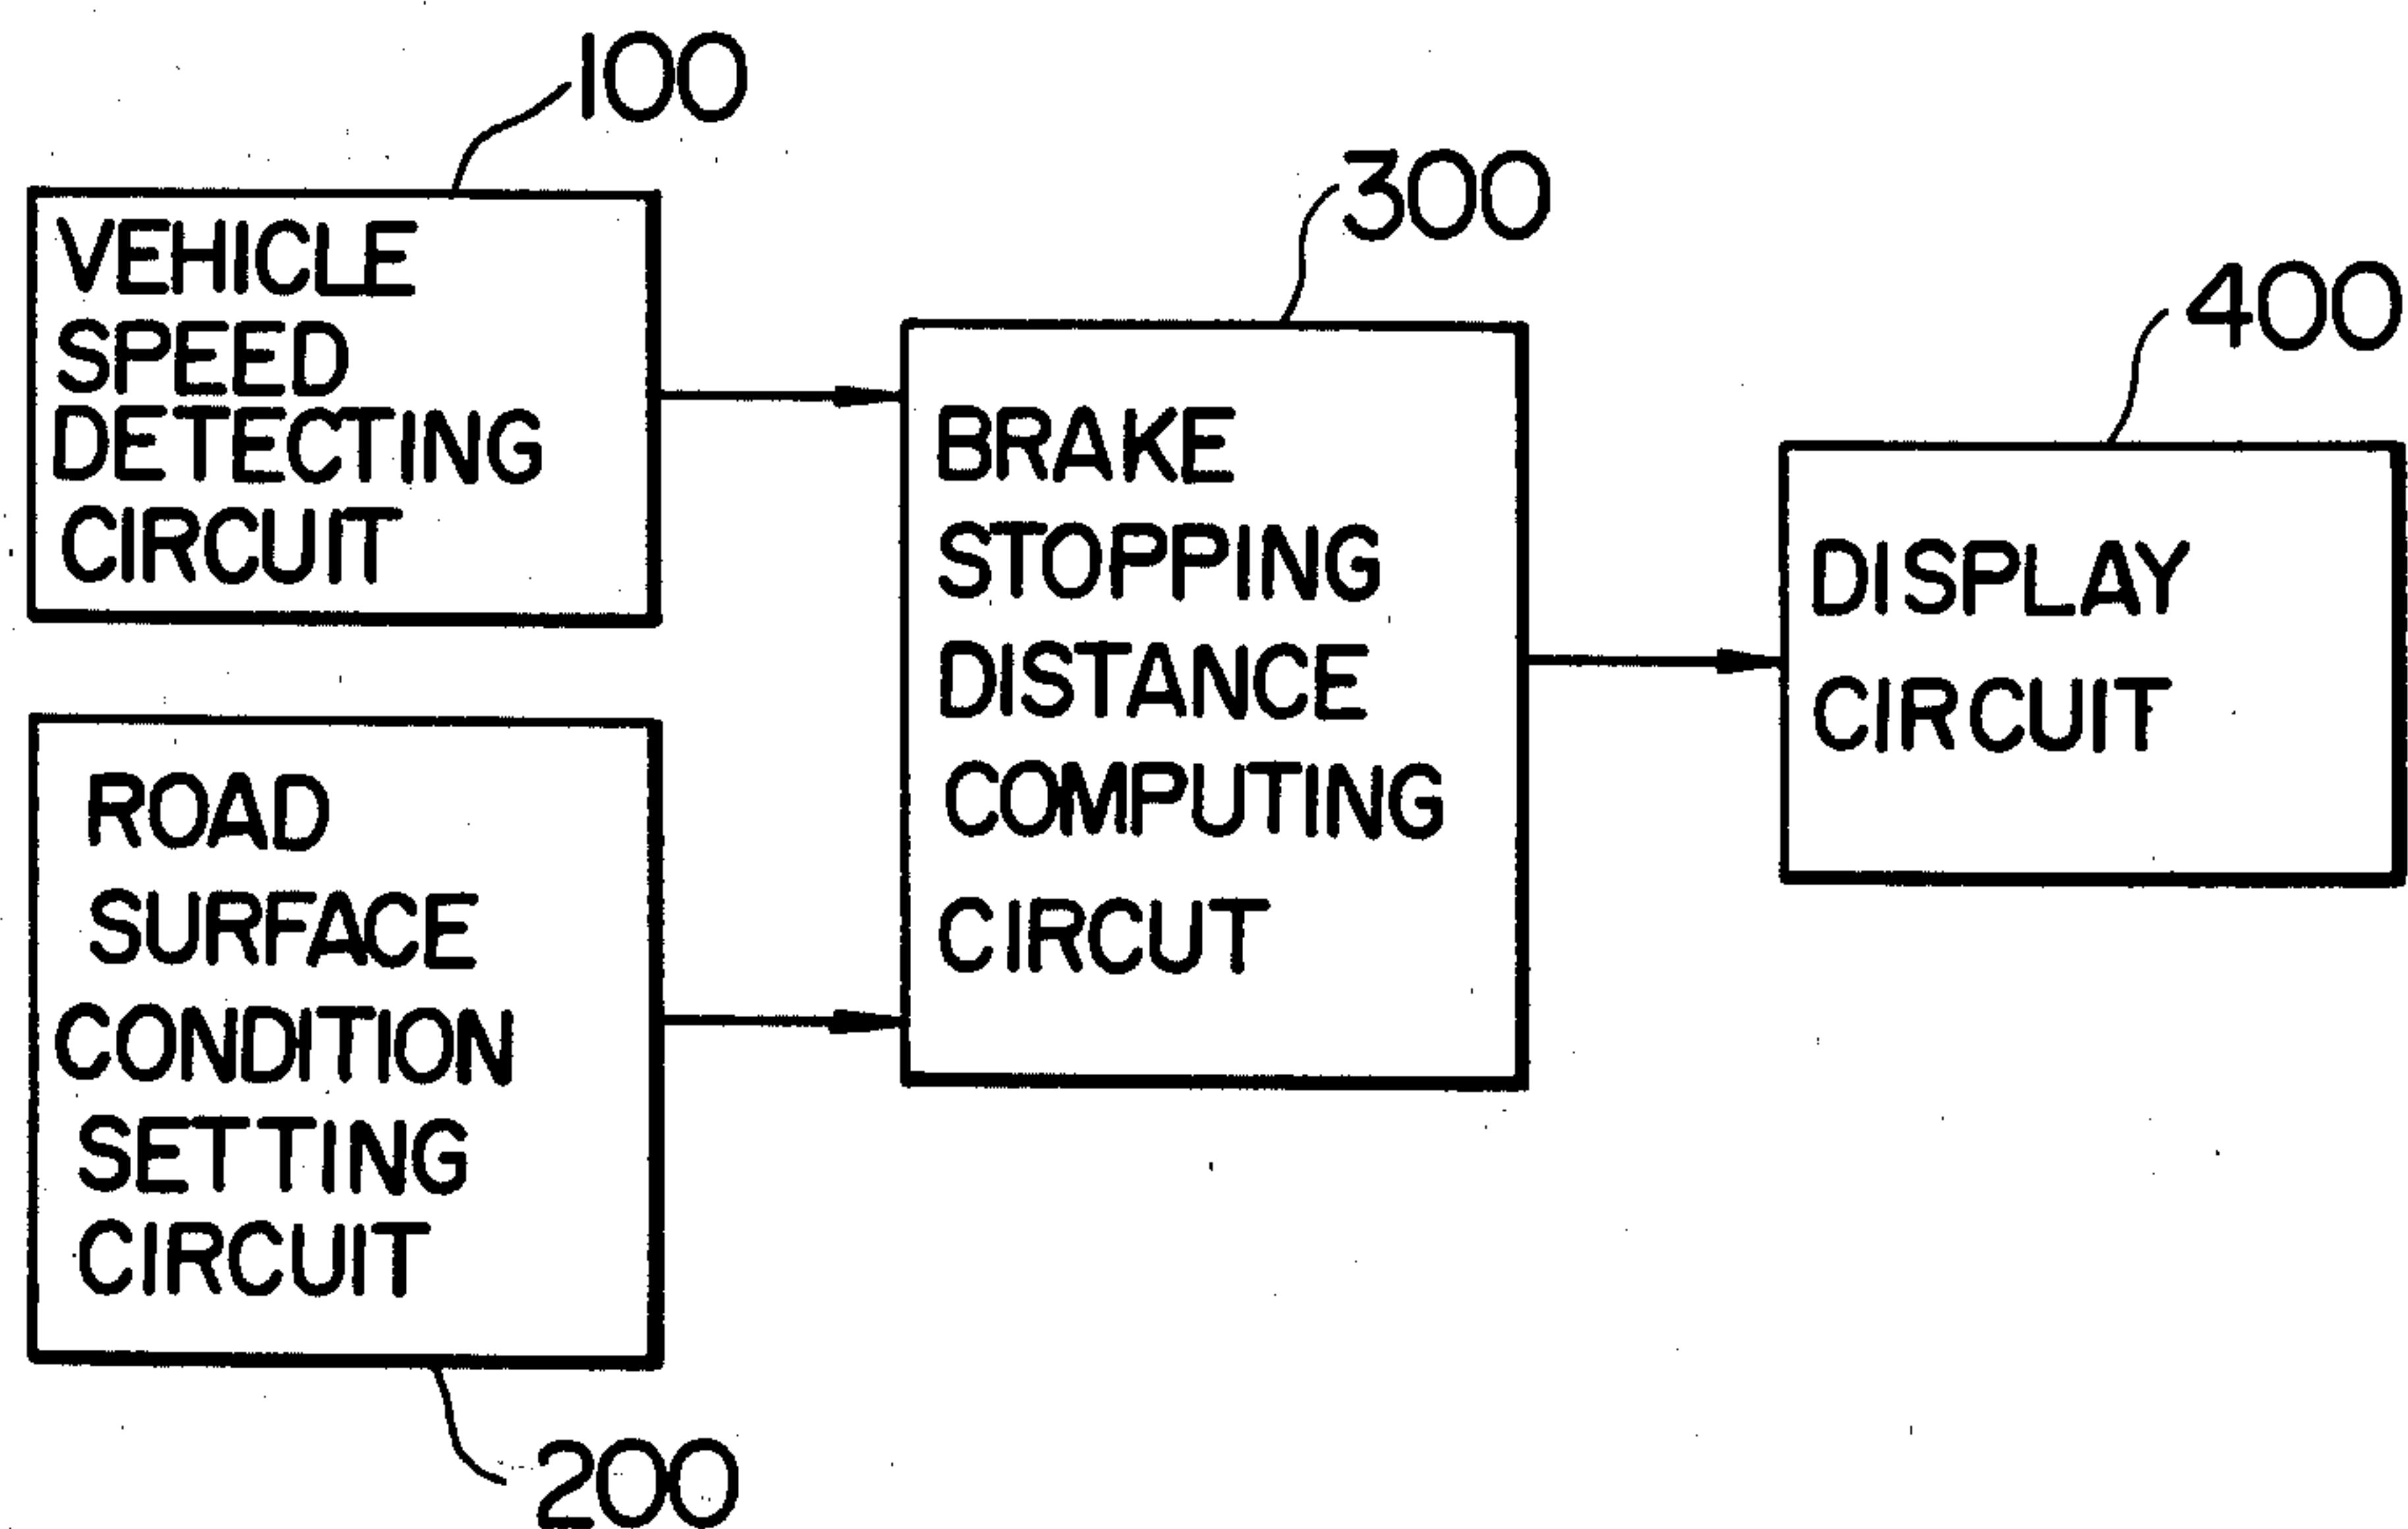 100
VEHICLE
SPEED
DETECTING
CIRCUIT
300
BRAKE
STOPPING
DISTANCE
COMPUTING
CIRCUT
400
DISPLAY
CIRCUIT
ROAD
SURFACE
CONDITION
SETTING
CIRCUIT
200